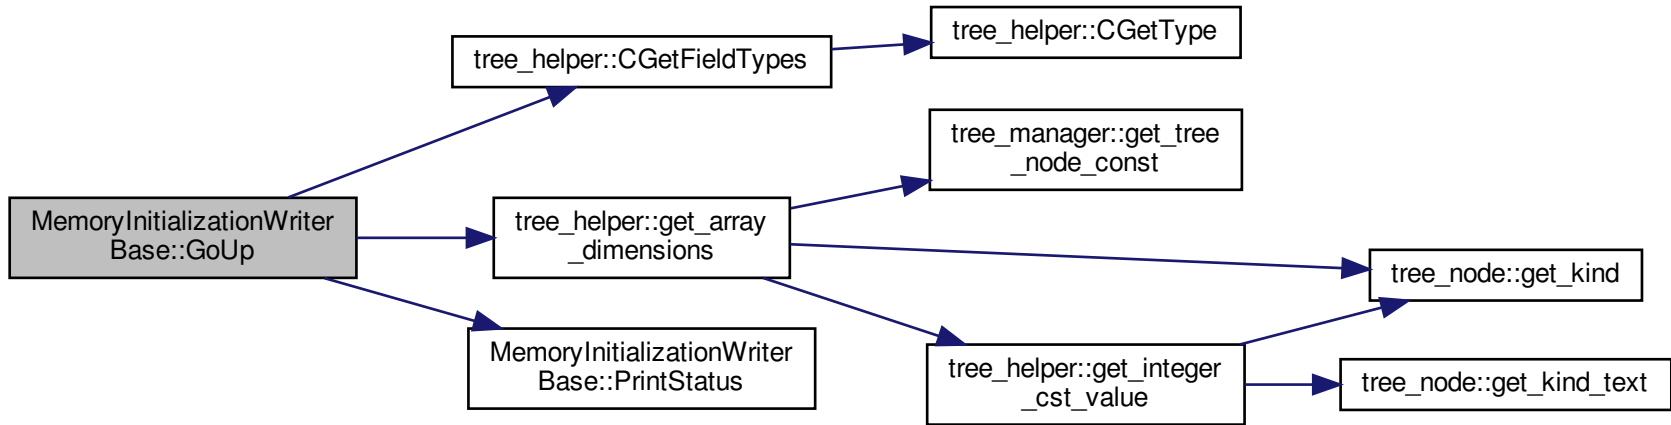 MemoryInitializationWriter
Base::GoUp
tree_helper::CGetFieldTypes
tree_helper::CGetType
tree_helper::get_array
_dimensions
tree_manager::get_tree
_node_const
tree_node::get_kind
tree_helper::get_integer
_cst_value
tree_node::get_kind_text
MemoryInitializationWriter
Base::PrintStatus